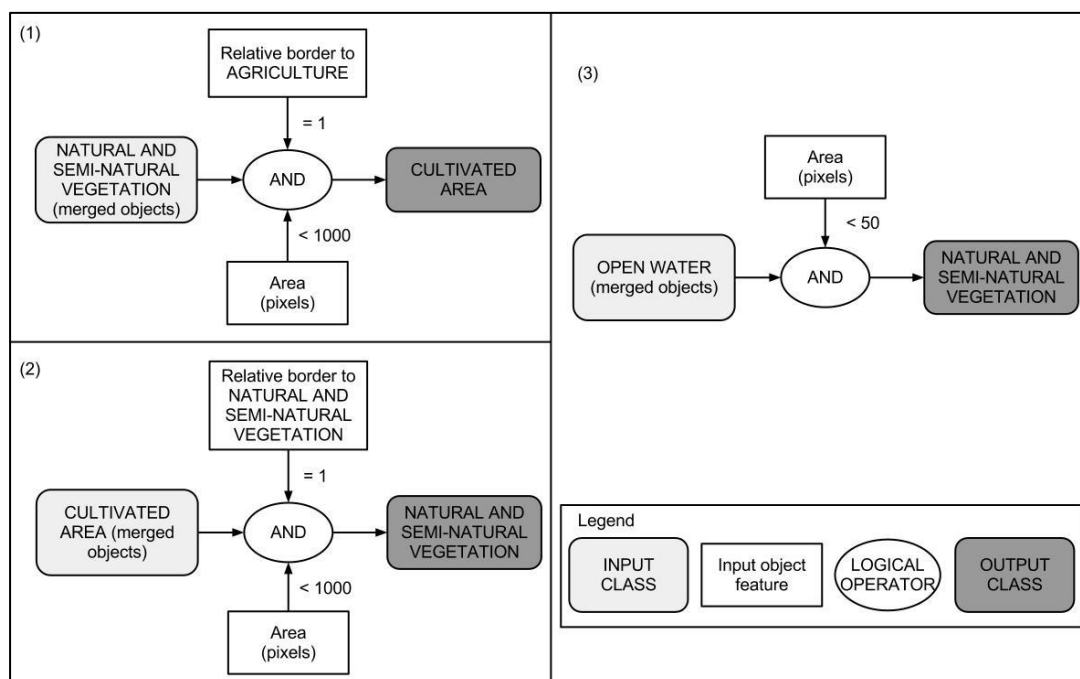 (1)
Relative border to
AGRICULTURE
= 1
NATURAL AND
SEMI-NATURAL
VEGETATION
(merged objects)
AND
CULTIVATED
AREA
< 1000
Area
(pixels)
(2)
Relative border to
NATURAL AND
SEMI-NATURAL
VEGETATION
= 1
CULTIVATED
AREA (merged
objects)
AND
NATURAL AND
SEMI-NATURAL
VEGETATION
< 1000
Area
(pixels)
(3)
Area
(pixels)
< 50
OPEN WATER
(merged objects)
AND
NATURAL AND
SEMI-NATURAL
VEGETATION
Legend
INPUT
CLASS
Input object
feature
LOGICAL
OPERATOR
OUTPUT
CLASS